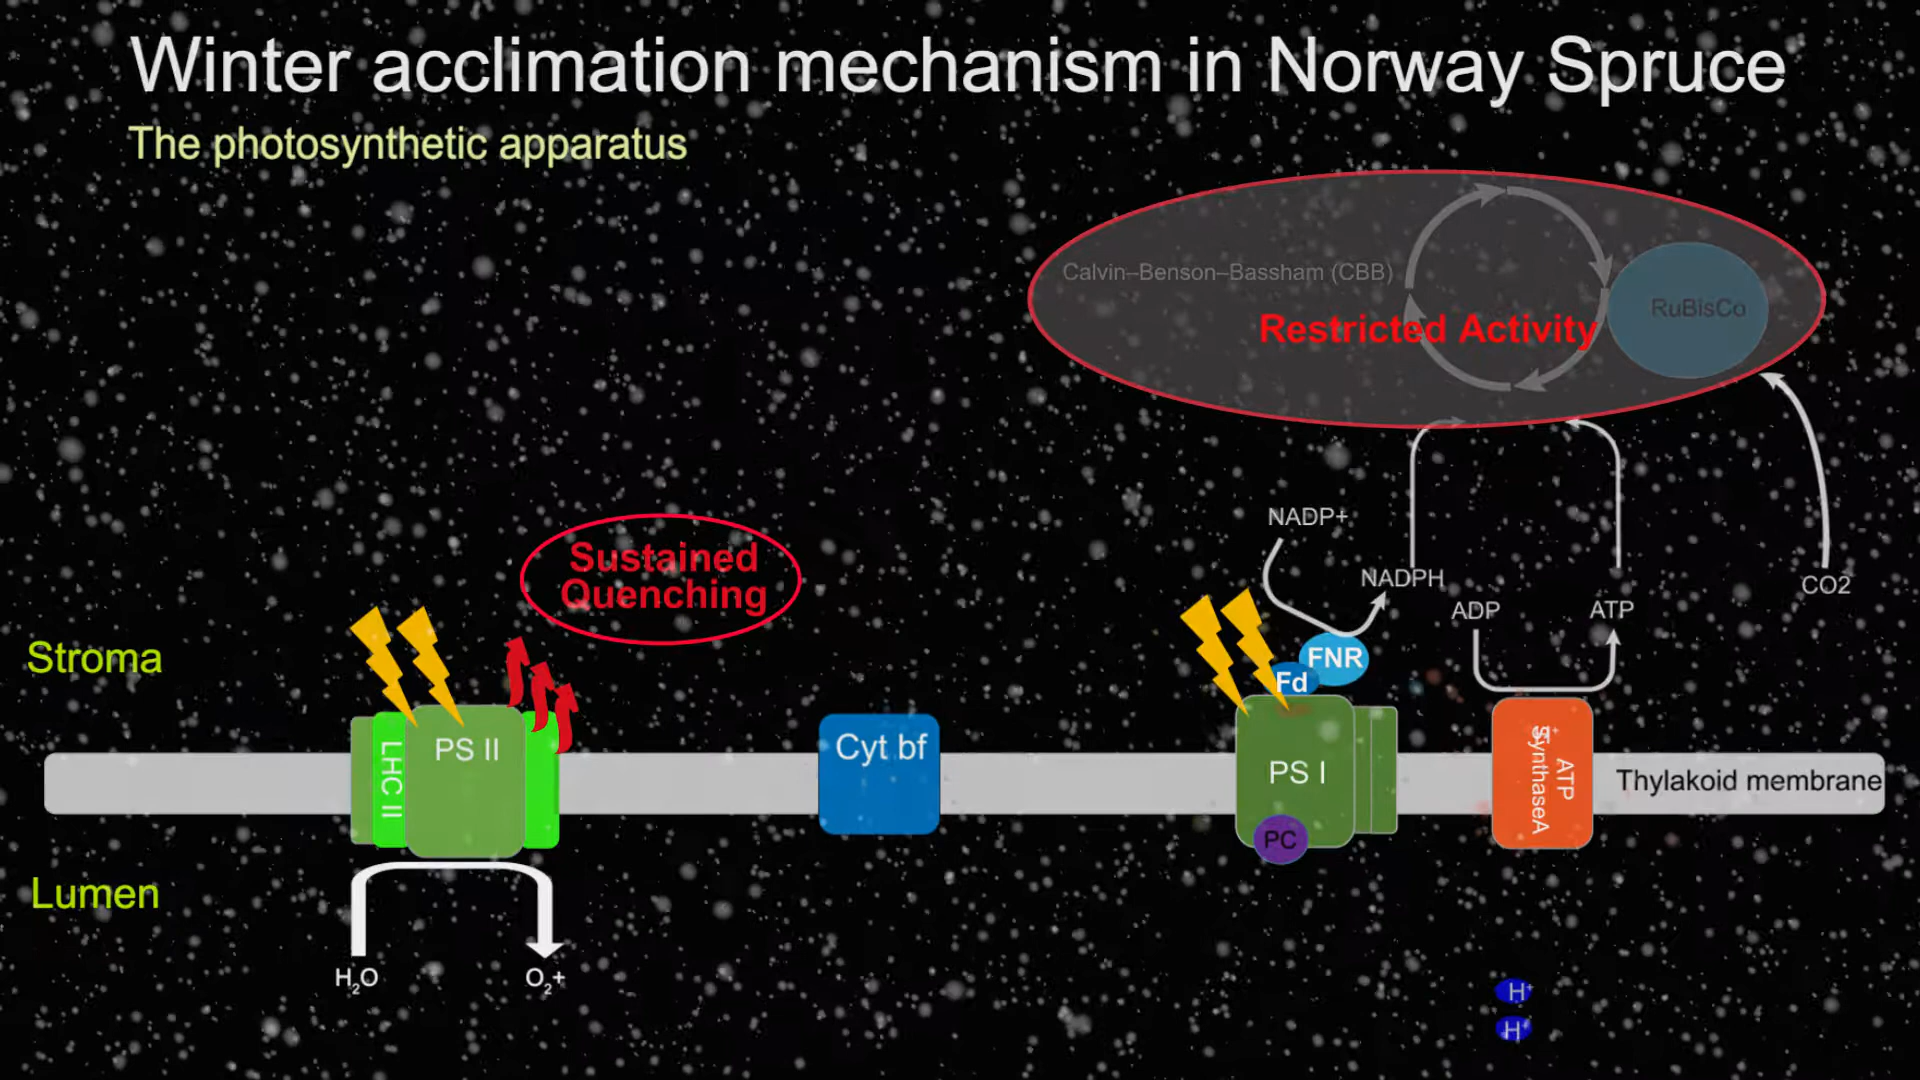 Winter acclimation mechanism in Norway Spruce
The photosynthetic apparatus
Calvin–Benson–Bassham (CBB)
RuBisCo
Restricted Activity
NADP+
Sustained
Quenching
NADPH
CO2
ADP
ATP
Stroma
FNR
Fd
LHC II
PS II
Cyt bf
PS I
ATP
SynthaseA
Thylakoid membrane
PC
Lumen
H2O
O2+
H+
H+